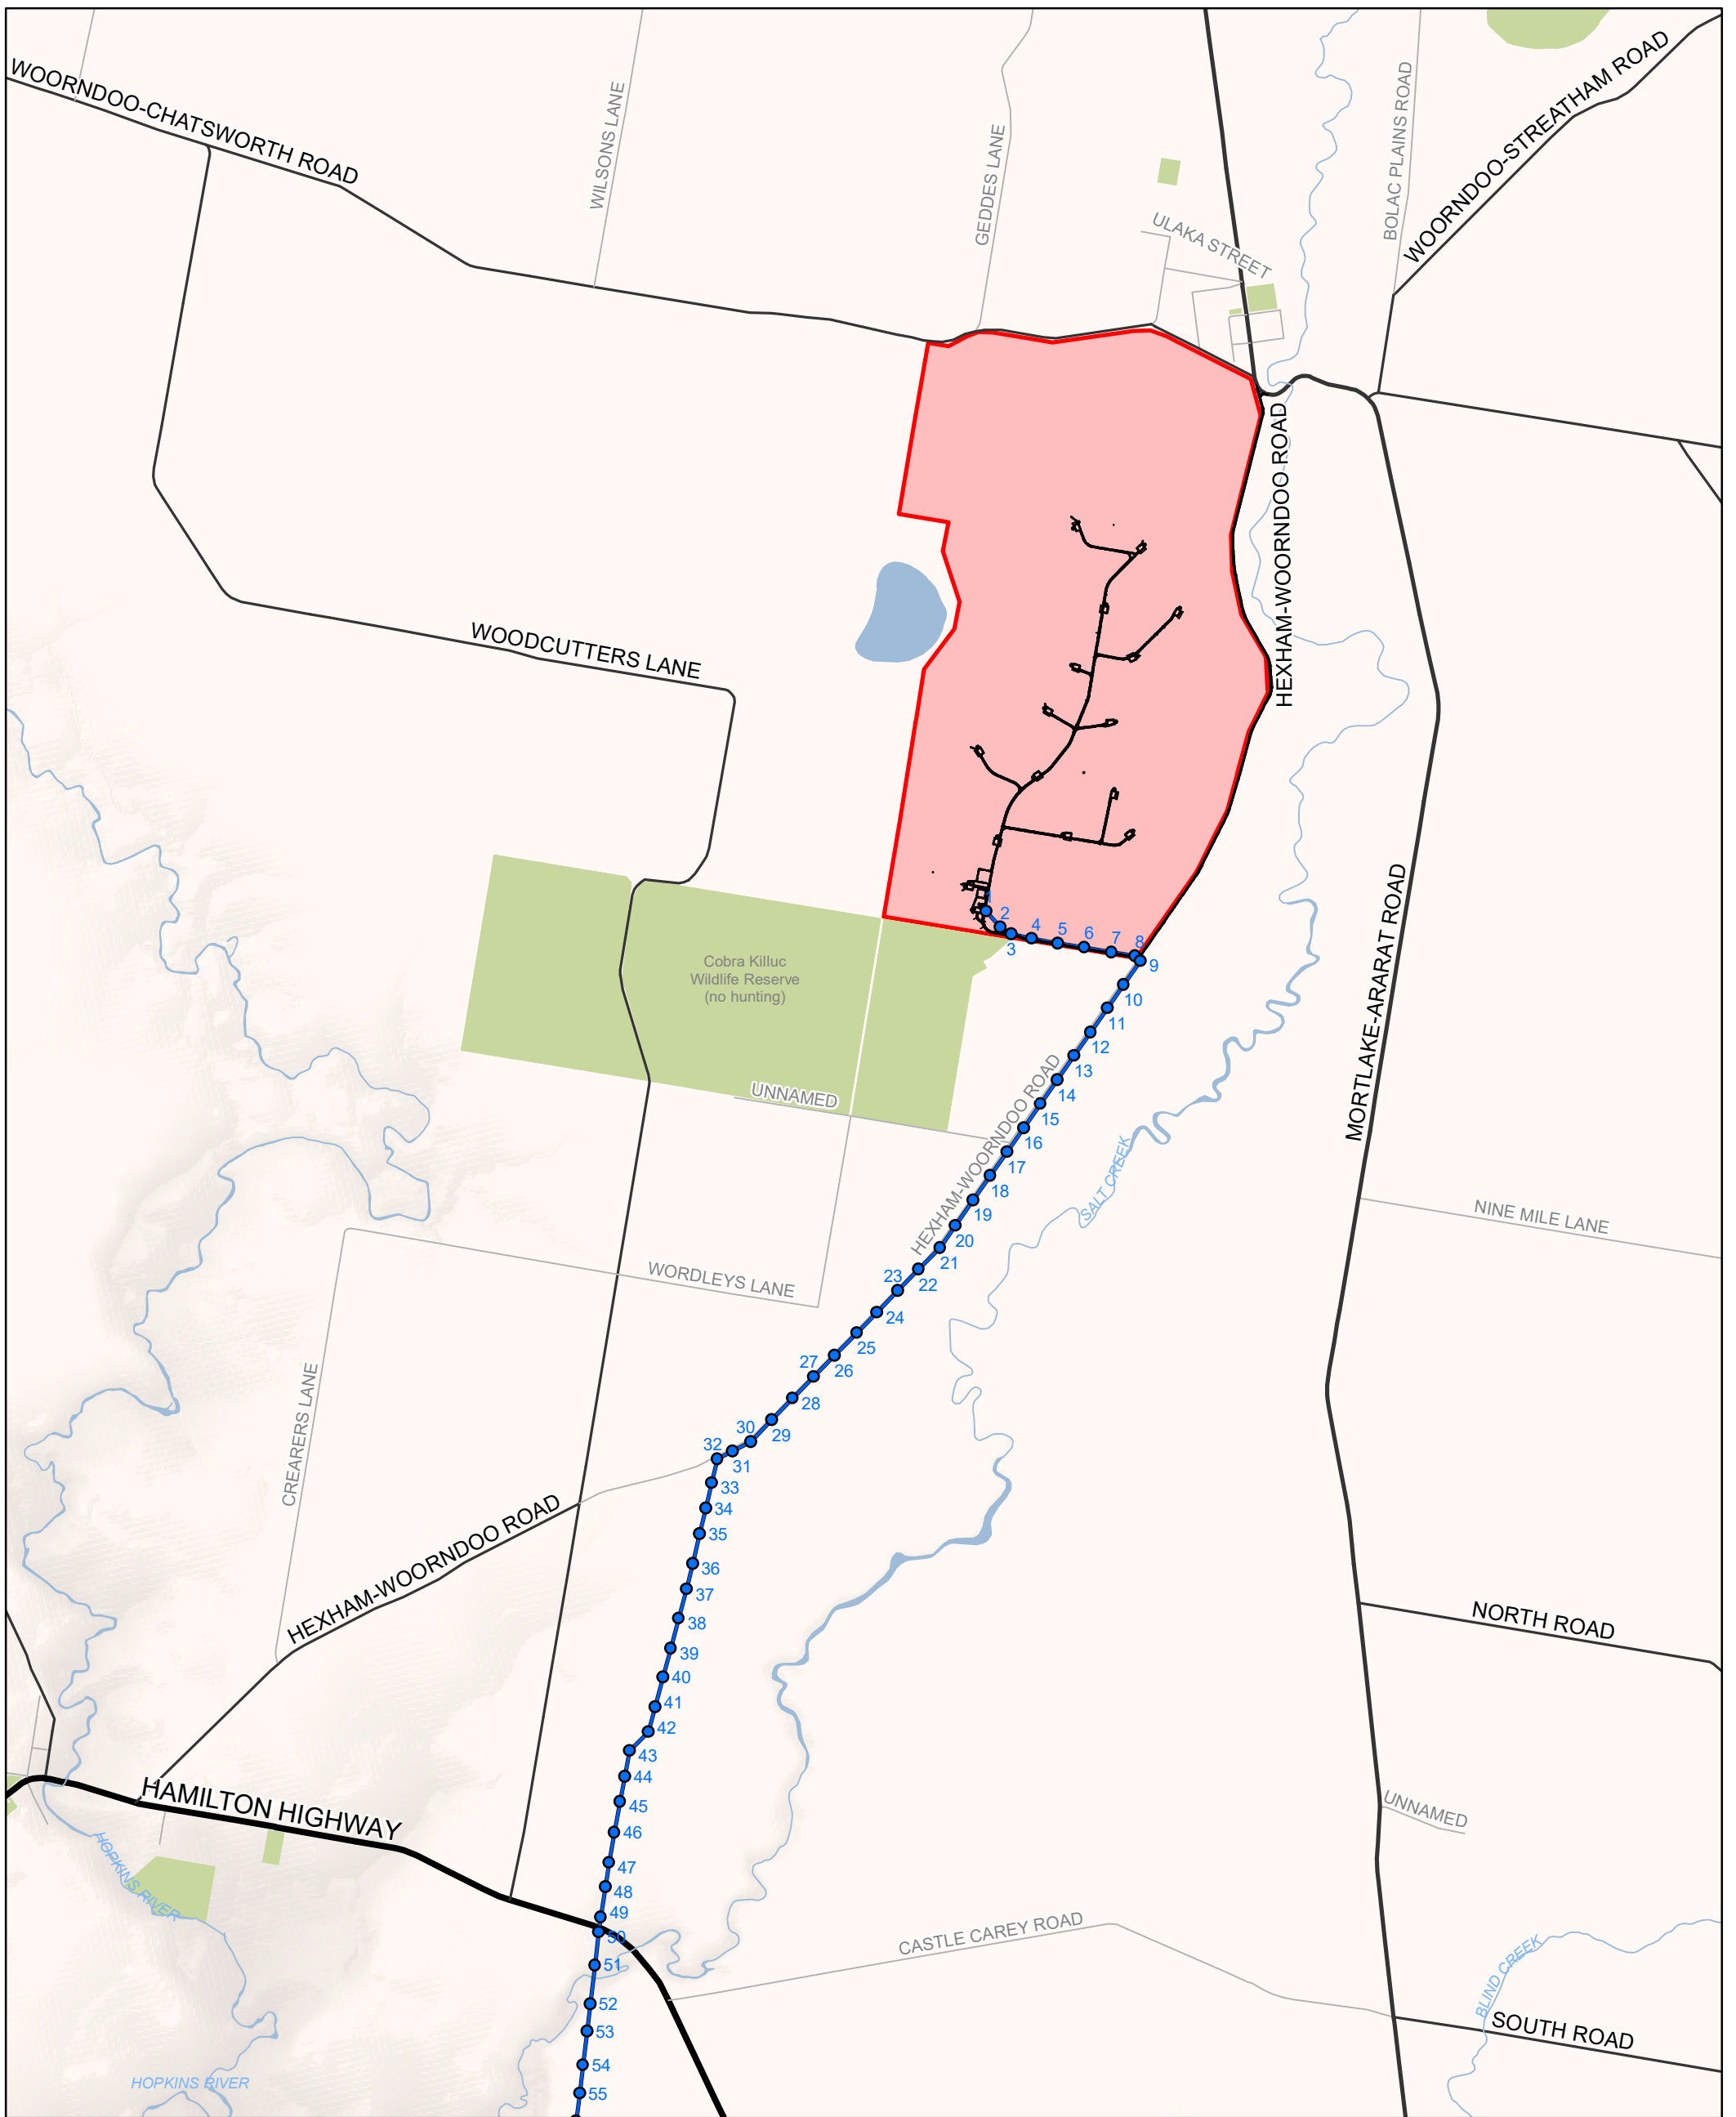 WOORNDOO-CHATSWORTH ROAD
WILSONS LANE
GEDDES LANE
BOLAC PLAINS ROAD
WOORNDOO-STREATHAM ROAD
ULAKA STREET
HEXHAM-WOORNDOO ROAD
WOODCUTTERS LANE
MORTLAKE-ARARAT ROAD
1
2
3
4
5
6
7
8
9
Cobra Killuc
Wildlife Reserve
(no hunting)
10
11
12
13
14
15
16
17
18
19
20
21
22
23
24
25
26
27
28
29
30
31
32
UNNAMED
HEXHAM-WOORNDOO ROAD
SALT CREEK
NINE MILE LANE
WORDLEYS LANE
CREARERS LANE
HEXHAM-WOORNDOO ROAD
33
34
35
36
37
38
39
40
41
42
43
44
45
46
47
48
49
50
51
52
53
54
55
NORTH ROAD
HAMILTON HIGHWAY
UNNAMED
HOPKINS RIVER
CASTLE CAREY ROAD
BLIND CREEK
SOUTH ROAD
HOPKINS RIVER